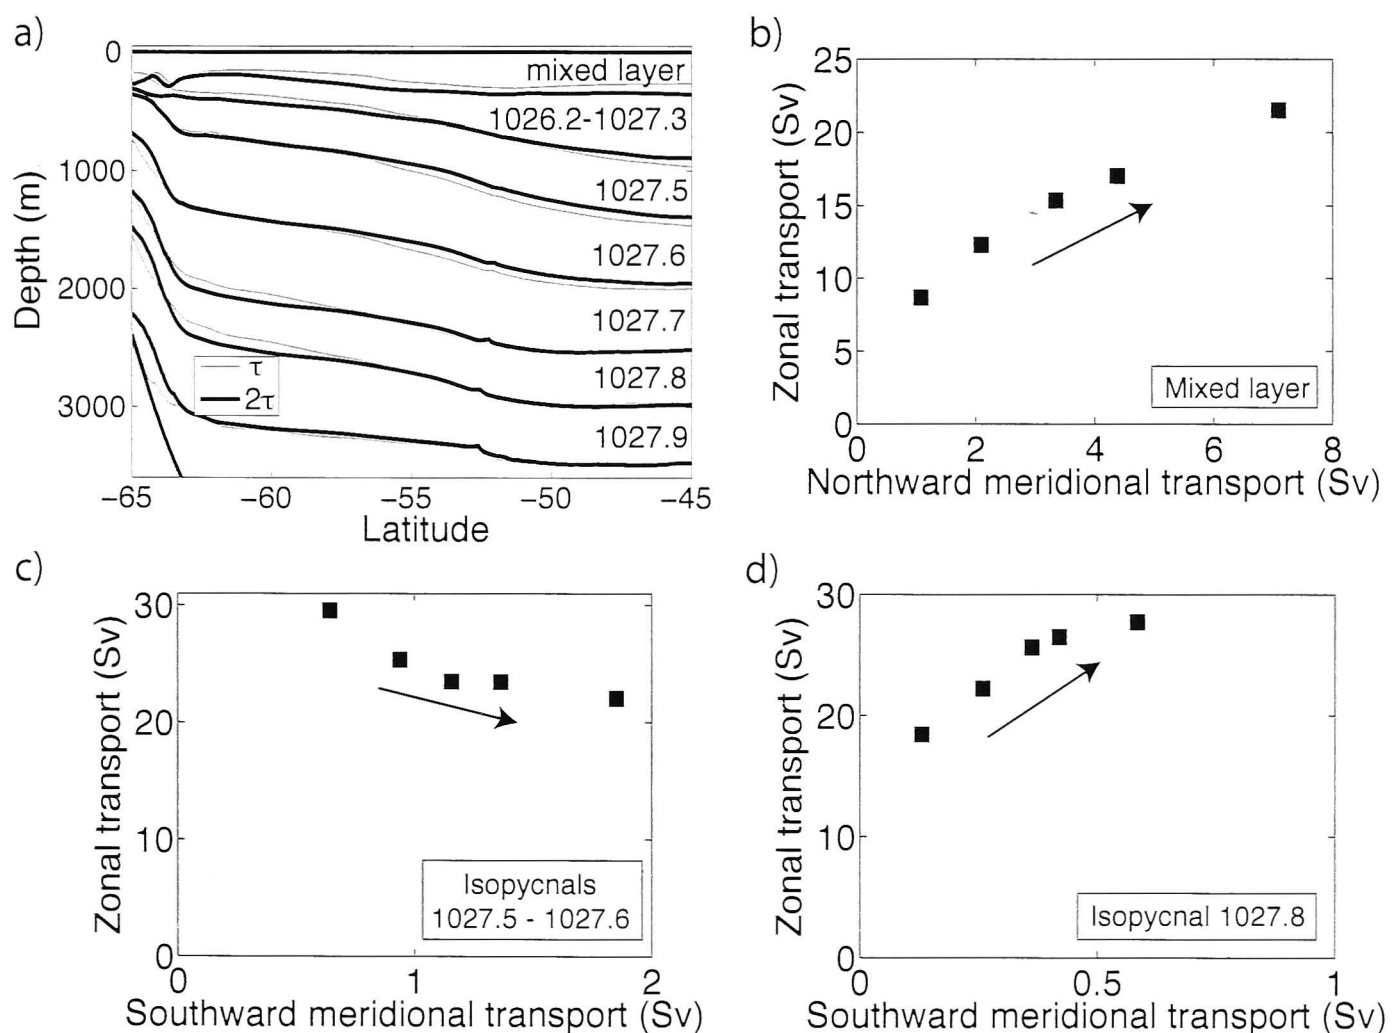 a)
0
1000
2000
3000
Depth (m)
mixed layer
1026.2-1027.3
1027.5
1027.6
1027.7
1027.8
1027.9
τ
2τ
−65 −60 −55 −50 −45
Latitude
b)
25
20
15
10
5
0
Zonal transport (Sv)
Mixed layer
0 2 4 6 8
Northward meridional transport (Sv)
c)
30
20
10
0
Zonal transport (Sv)
Isopycnals
1027.5 - 1027.6
0 1 2
Southward meridional transport (Sv)
d)
30
20
10
0
Zonal transport (Sv)
Isopycnal 1027.8
0 0.5 1
Southward meridional transport (Sv)